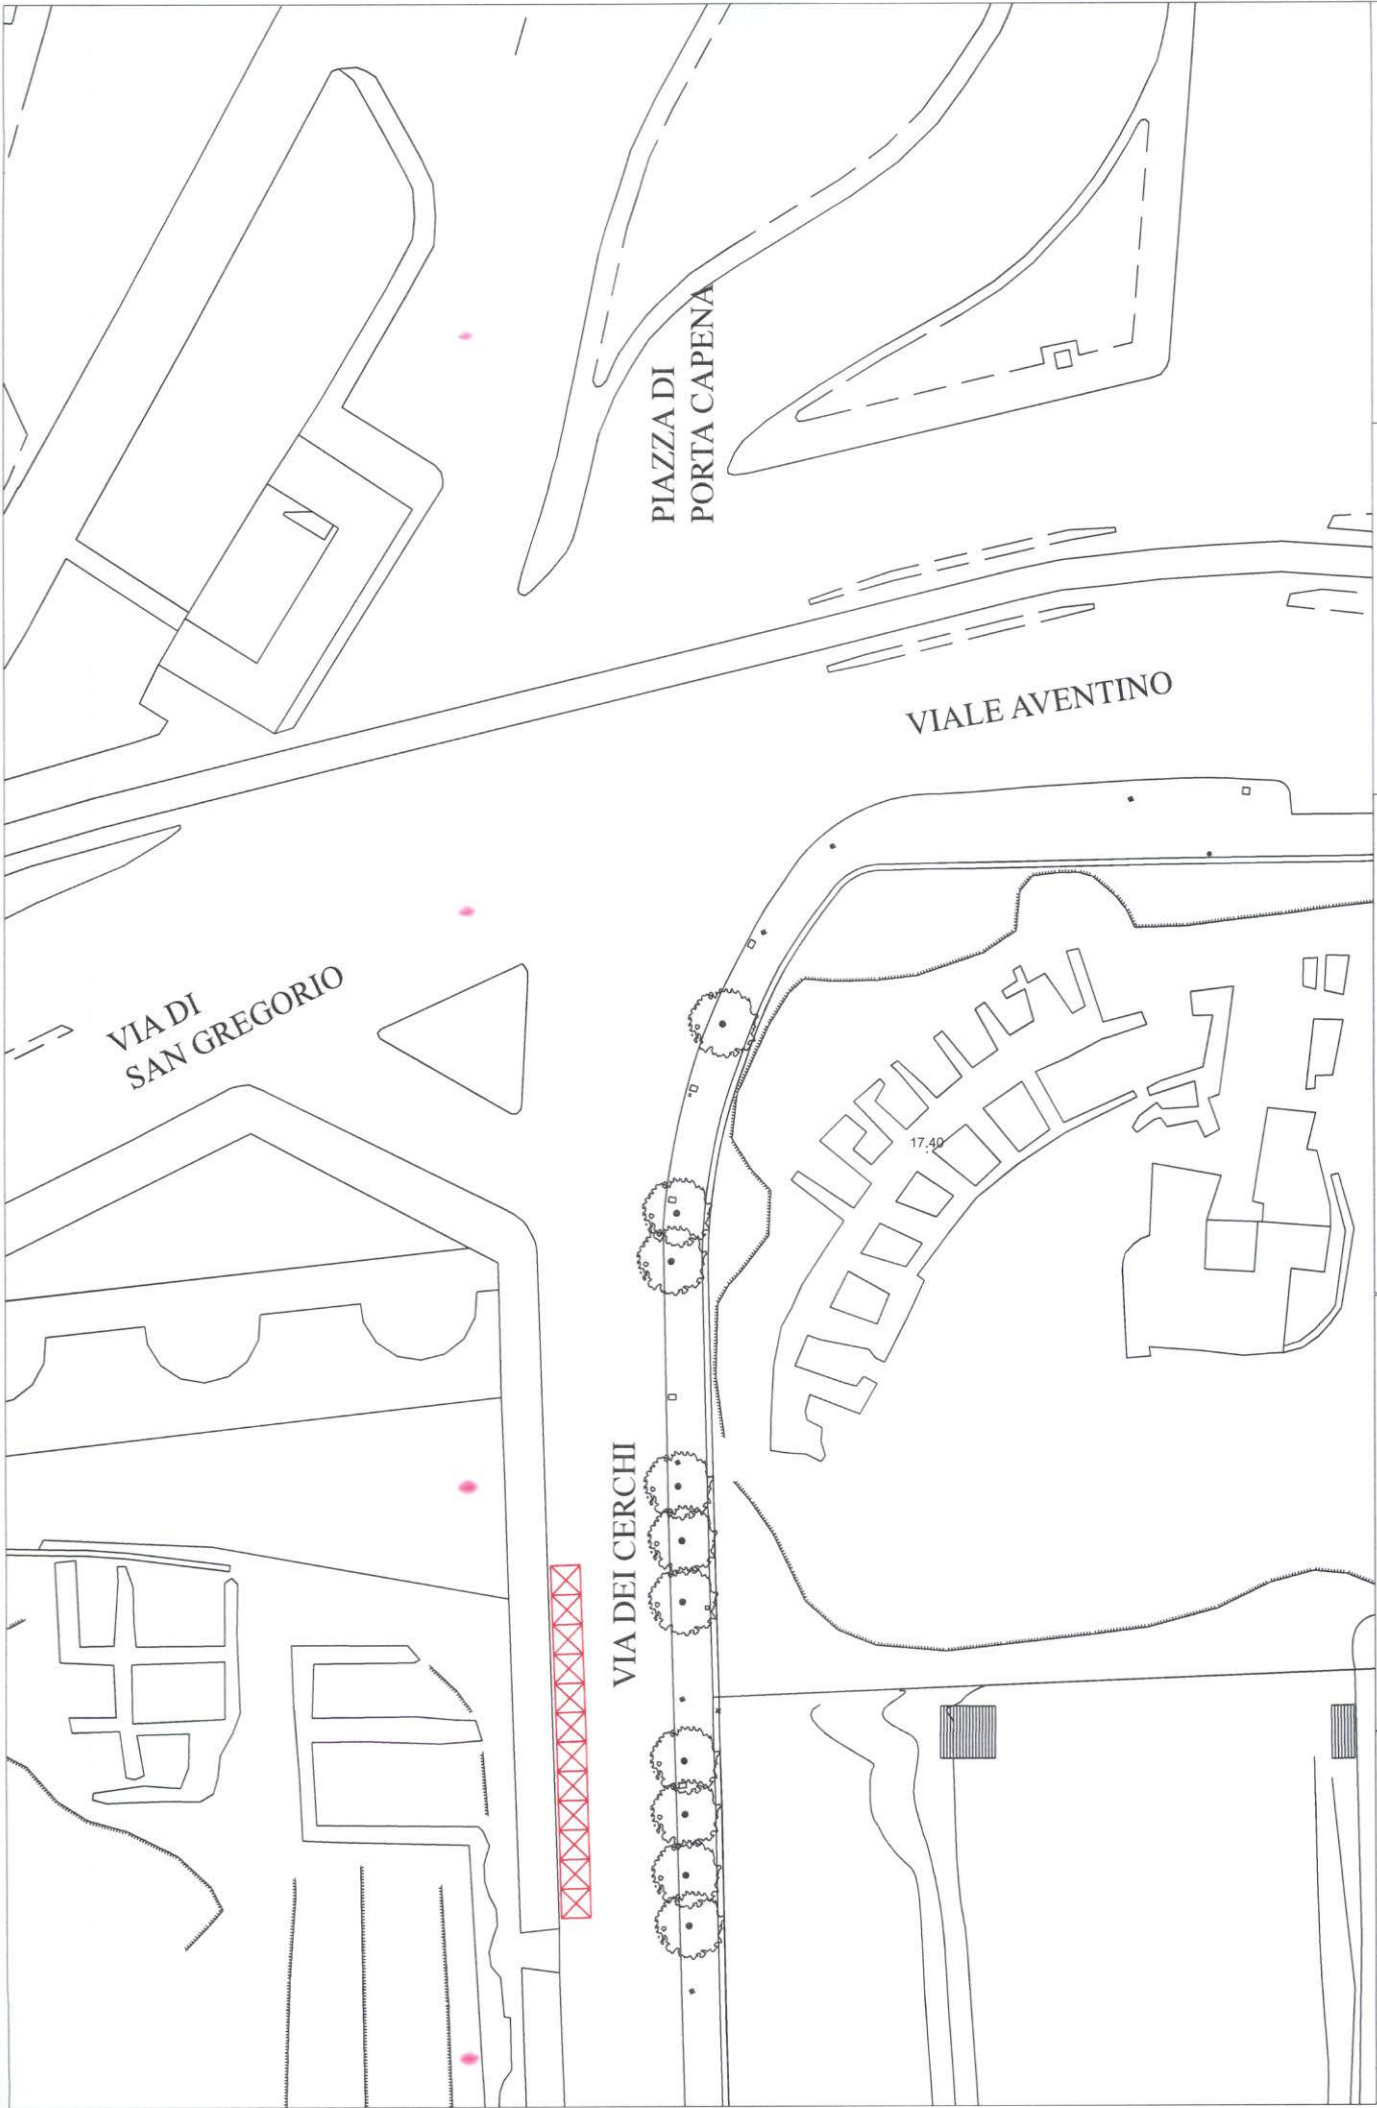 PIAZZA DI
PORTA CAPENA
VIALE AVENTINO
VIA DI
SAN GREGORIO
17.40
VIA DEI CERCHI